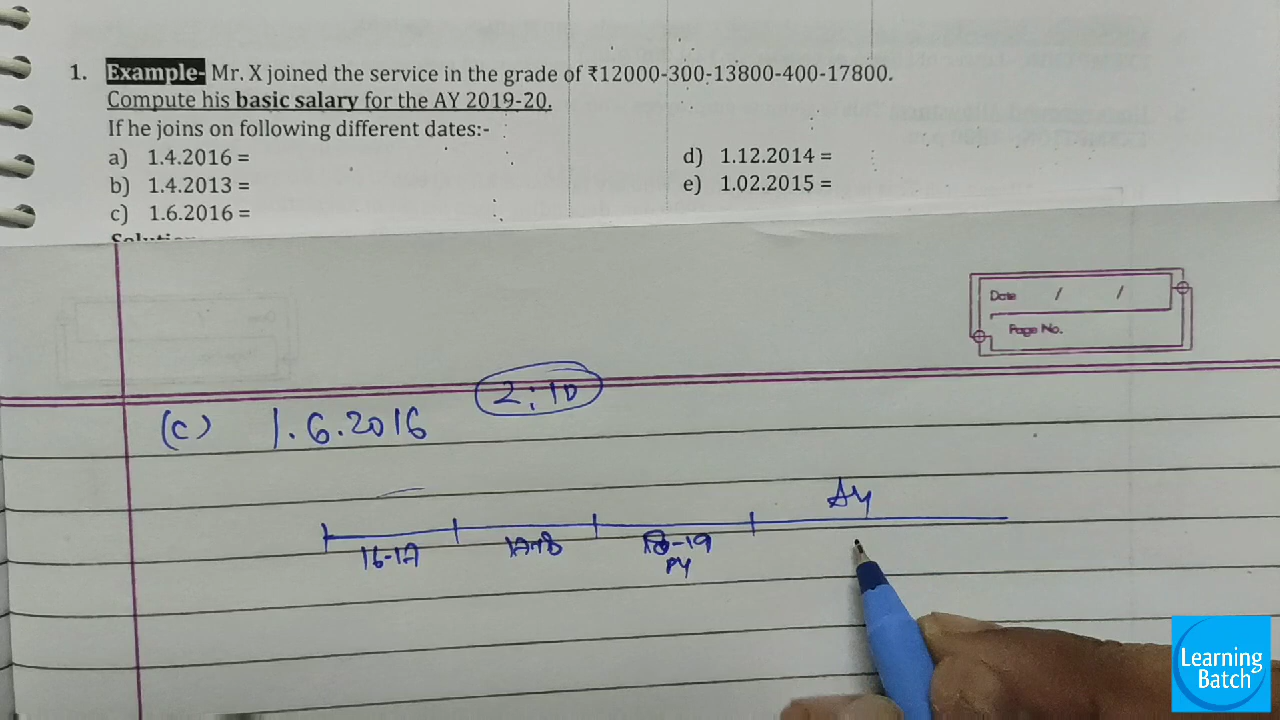 1. Example- Mr. X joined the service in the grade of ₹12000-300-13800-400-17800.
Compute his basic salary for the AY 2019-20.
If he joins on following different dates:-
a) 1.4.2016 =
b) 1.4.2013 =
c) 1.6.2016 =
d) 1.12.2014 =
e) 1.02.2015 =
Date / /
Page No.
2:10
(c) 1.6.2016
AY
16-17 17-18 18-19
PY
Learning
Batch